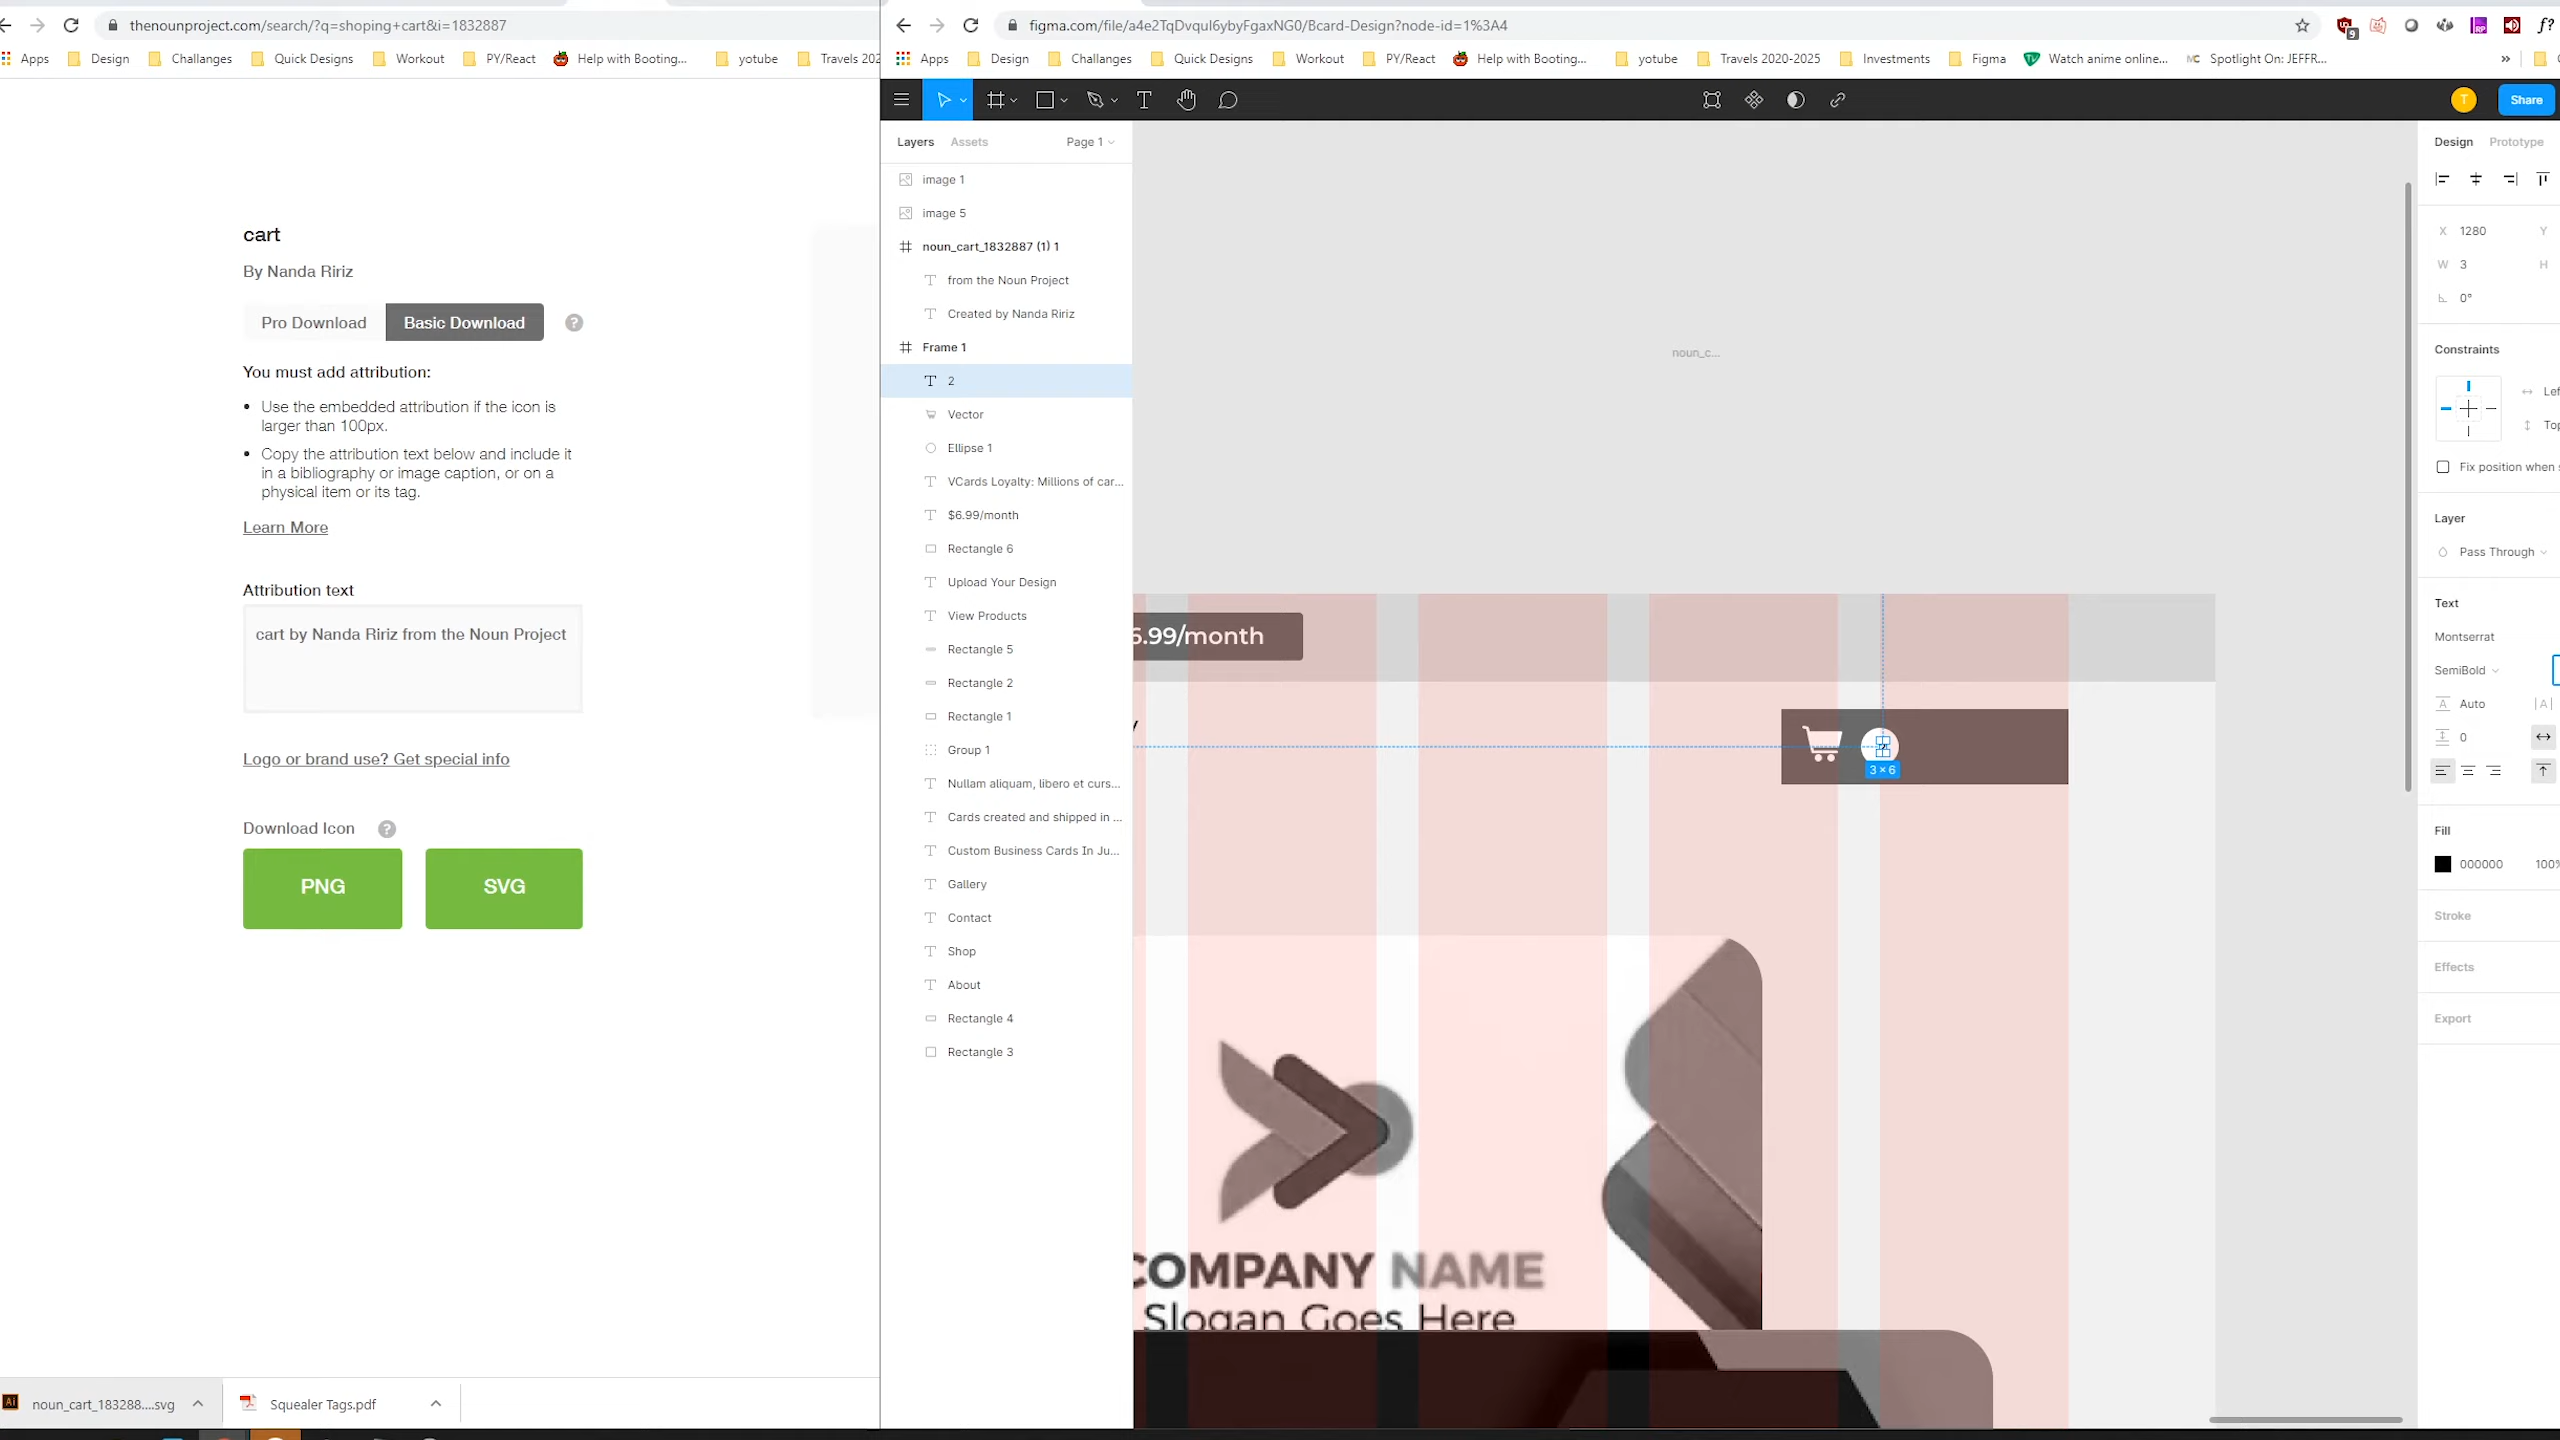 thenounproject.com/search/?q=shoping+cart&i=1832887
Apps
Design
Challanges
Quick Designs
Workout
PY/React
Help with Booting...
yotube
Travels 202
cart
By Nanda Ririz
Pro Download
Basic Download
?
You must add attribution:
• Use the embedded attribution if the icon is
larger than 100px.
• Copy the attribution text below and include it
in a bibliography or image caption, or on a
physical item or its tag.
Learn More
Attribution text
cart by Nanda Ririz from the Noun Project
Logo or brand use? Get special info
Download Icon
?
PNG
SVG
noun_cart_183288....svg
Squealer Tags.pdf
figma.com/file/a4e2TqDvqul6ybyFgaxNG0/Bcard-Design?node-id=1%3A4
9
f?
Apps
Design
Challanges
Quick Designs
Workout
PY/React
Help with Booting...
yotube
Travels 2020-2025
Investments
Figma
Watch anime online...
Spotlight On: JEFFR...
»
T
Share
Layers
Assets
Page 1
image 1
image 5
noun_cart_1832887 (1) 1
from the Noun Project
Created by Nanda Ririz
Frame 1
2
Vector
Ellipse 1
VCards Loyalty: Millions of car...
$6.99/month
Rectangle 6
Upload Your Design
View Products
Rectangle 5
Rectangle 2
Rectangle 1
Group 1
Nullam aliquam, libero et curs...
Cards created and shipped in ...
Custom Business Cards In Ju...
Gallery
Contact
Shop
About
Rectangle 4
Rectangle 3
noun_c...
6.99/month
3 × 6
COMPANY NAME
Slogan Goes Here
Design
Prototype
X 1280
Y
W 3
H
0°
Constraints
Lef
Top
Fix position when s
Layer
Pass Through
Text
Montserrat
SemiBold
Auto
0
Fill
000000
100%
Stroke
Effects
Export